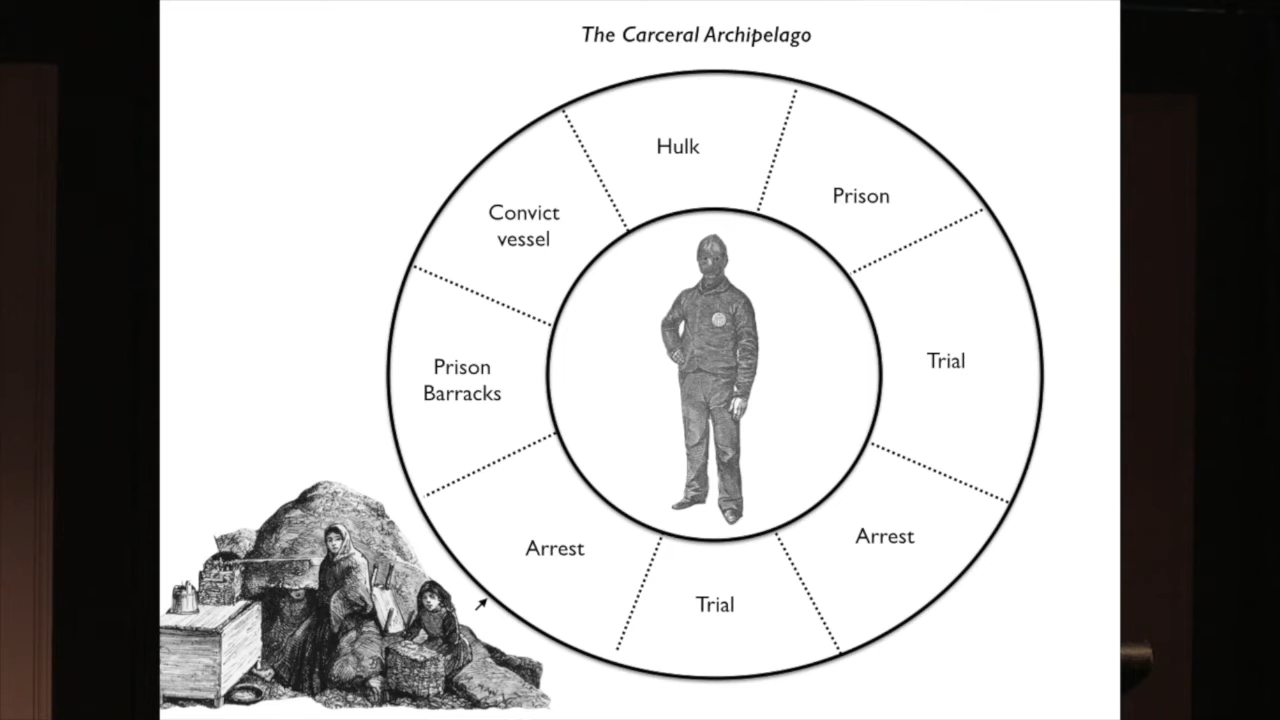 The Carceral Archipelago
Hulk
Prison
Convict
vessel
Trial
Prison
Barracks
Arrest
Arrest
Trial